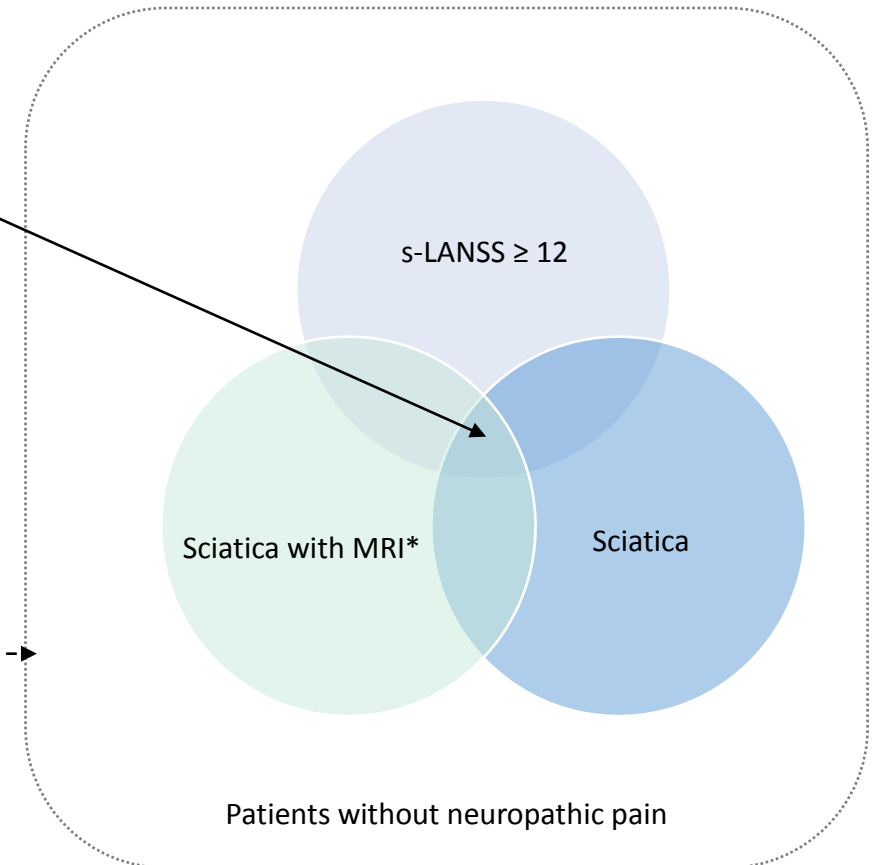 s-LANSS ≥ 12
Sciatica with MRI*
Sciatica
Patients without neuropathic pain